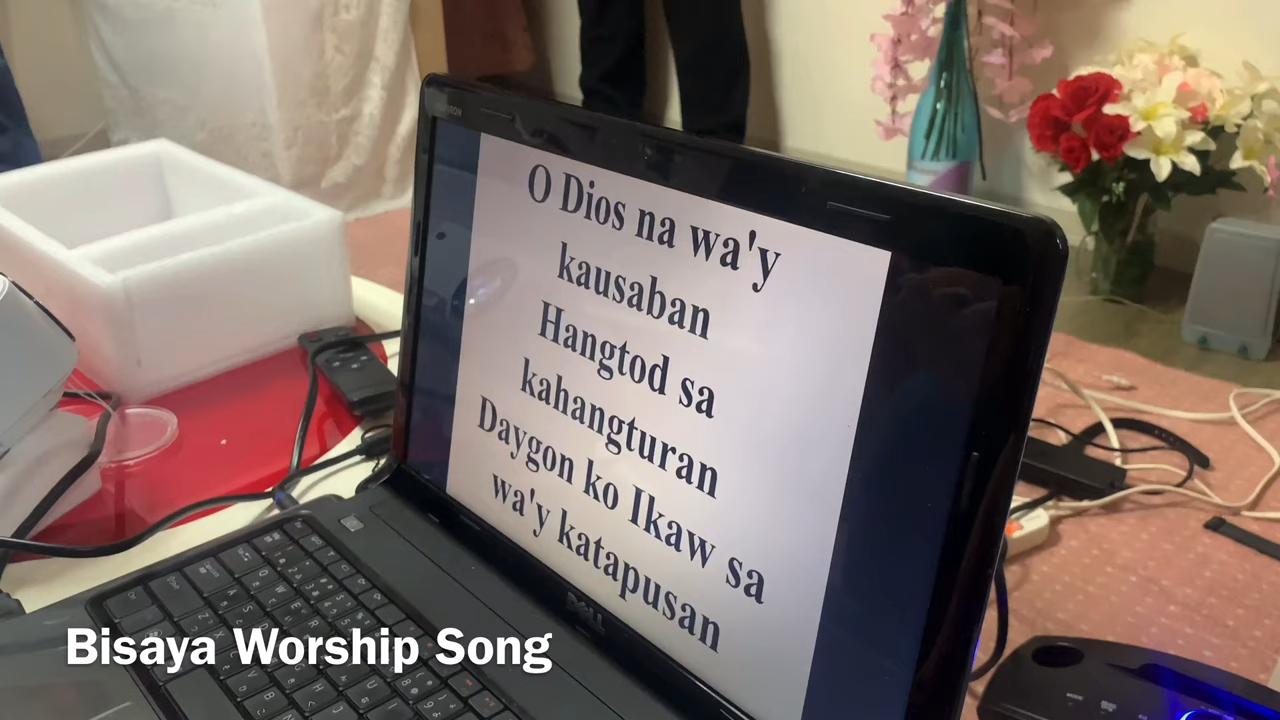 O Dios na wa'y
kausaban
Hangtod sa
kahangturan
Daygon ko Ikaw sa
wa'y katapusan
DELL
Bisaya Worship Song